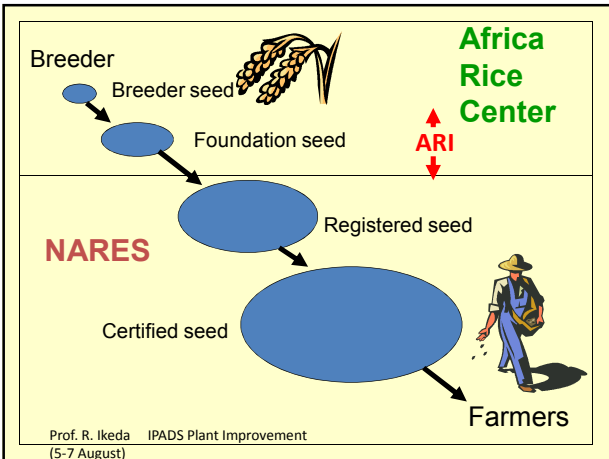 Breeder
Breeder seed
Africa
Rice
Center
Foundation seed
ARI
NARES
Registered seed
Certified seed
Farmers
Prof. R. Ikeda IPADS Plant Improvement
(5-7 August)